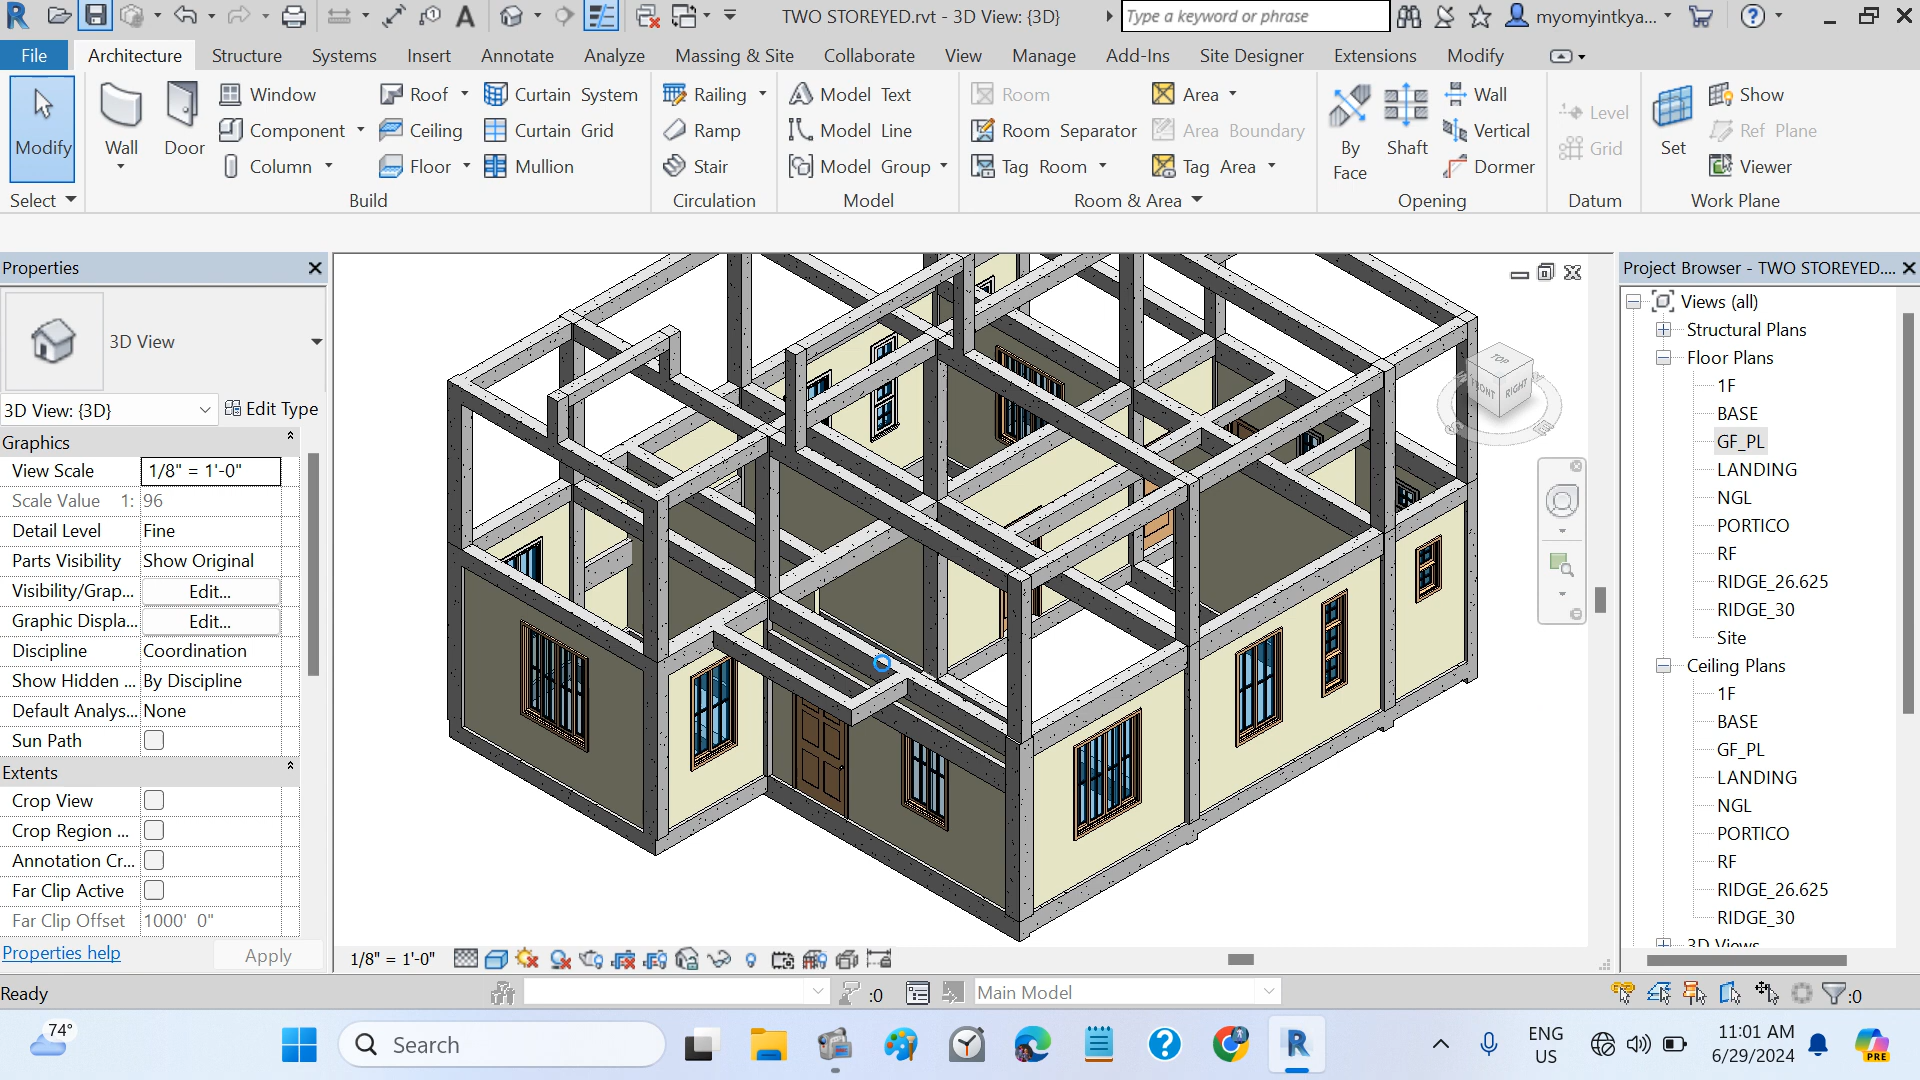 TWO STOREYED.rvt - 3D View: {3D}
Type a keyword or phrase
myomyintkya...
File Architecture Structure Systems Insert Annotate Analyze Massing & Site Collaborate View Manage Add-Ins Site Designer Extensions Modify
Modify
Wall
Door
Window
Component
Column
Roof
Ceiling
Floor
Curtain System
Curtain Grid
Mullion
Railing
Ramp
Stair
Model Text
Model Line
Model Group
Room
Room Separator
Tag Room
Area
Area Boundary
Tag Area
By Face
Shaft
Wall
Vertical
Dormer
Level
Grid
Set
Show
Ref Plane
Viewer
Select Build Circulation Model Room & Area Opening Datum Work Plane
Properties
3D View
3D View: {3D} Edit Type
Graphics
View Scale 1/8" = 1'-0"
Scale Value 1: 96
Detail Level Fine
Parts Visibility Show Original
Visibility/Grap... Edit...
Graphic Displa... Edit...
Discipline Coordination
Show Hidden ... By Discipline
Default Analys... None
Sun Path
Extents
Crop View
Crop Region ...
Annotation Cr...
Far Clip Active
Far Clip Offset 1000' 0"
Properties help Apply
TOP
FRONT
RIGHT
1/8" = 1'-0"
Project Browser - TWO STOREYED....
Views (all)
Structural Plans
Floor Plans
1F
BASE
GF_PL
LANDING
NGL
PORTICO
RF
RIDGE_26.625
RIDGE_30
Site
Ceiling Plans
1F
BASE
GF_PL
LANDING
NGL
PORTICO
RF
RIDGE_26.625
RIDGE_30
3D Views
Ready :0 Main Model :0
74°
Search
ENG
US
11:01 AM
6/29/2024
PRE